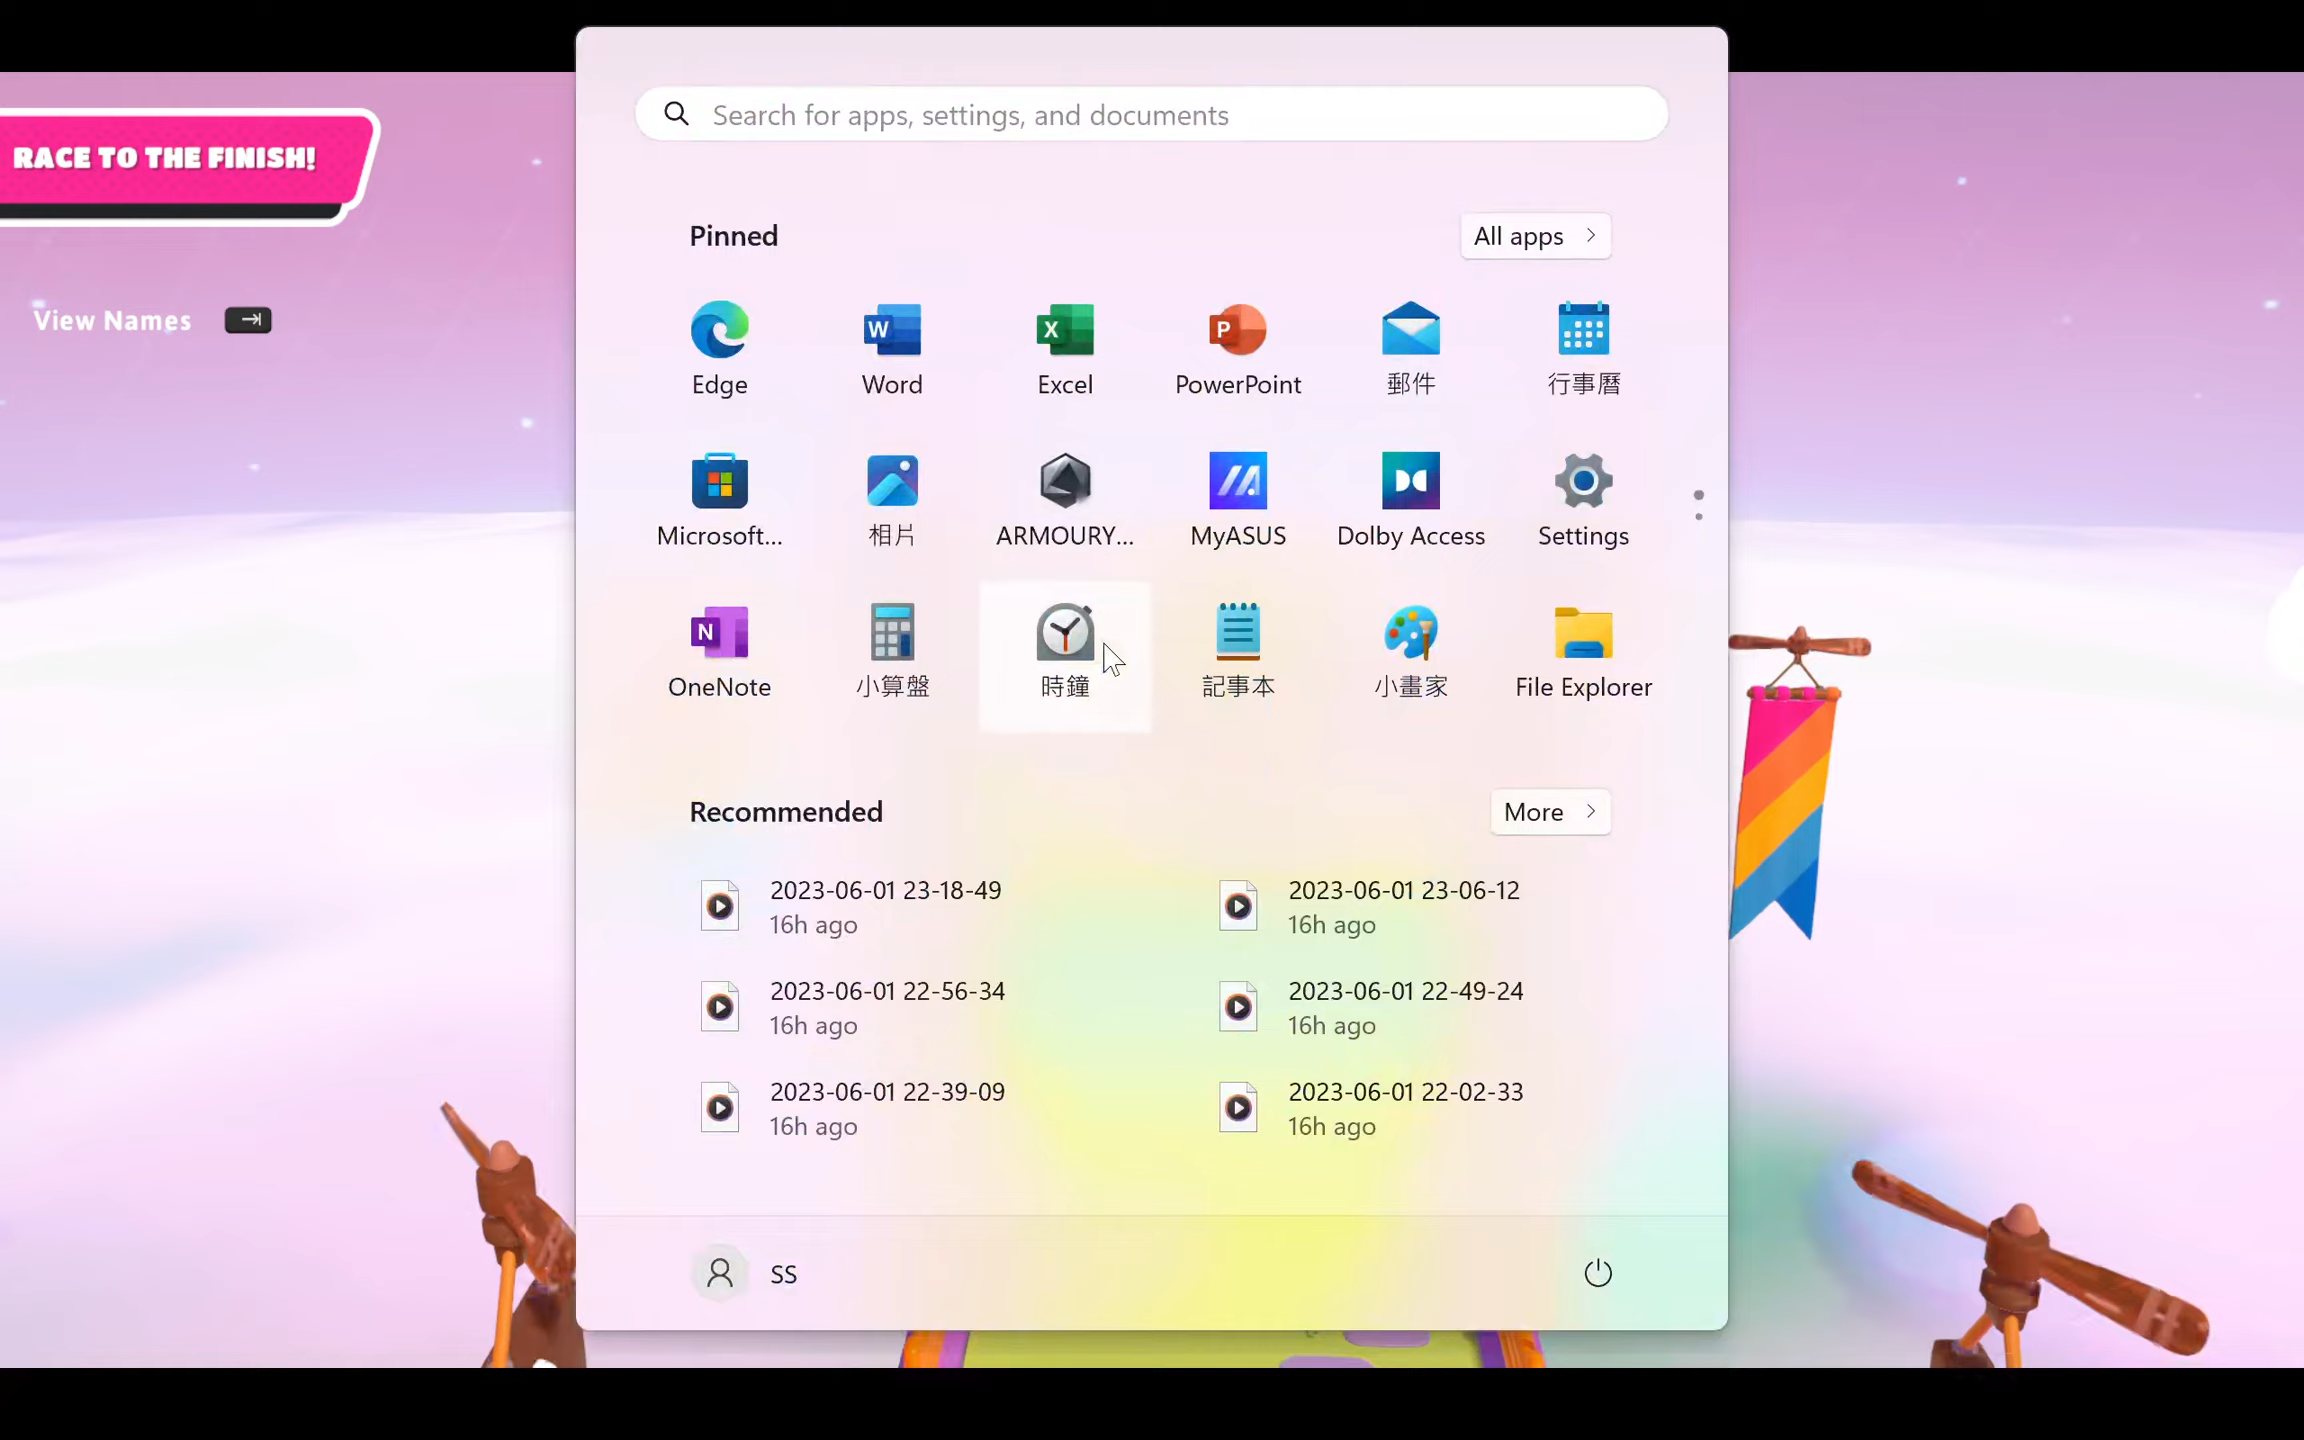 RACE TO THE FINISH!
View Names
Search for apps, settings, and documents
Pinned
All apps
Edge
Word
Excel
PowerPoint
郵件
行事曆
Microsoft...
相片
ARMOURY...
MyASUS
Dolby Access
Settings
OneNote
小算盤
時鐘
記事本
小畫家
File Explorer
Recommended
More
2023-06-01 23-18-49
16h ago
2023-06-01 23-06-12
16h ago
2023-06-01 22-56-34
16h ago
2023-06-01 22-49-24
16h ago
2023-06-01 22-39-09
16h ago
2023-06-01 22-02-33
16h ago
SS